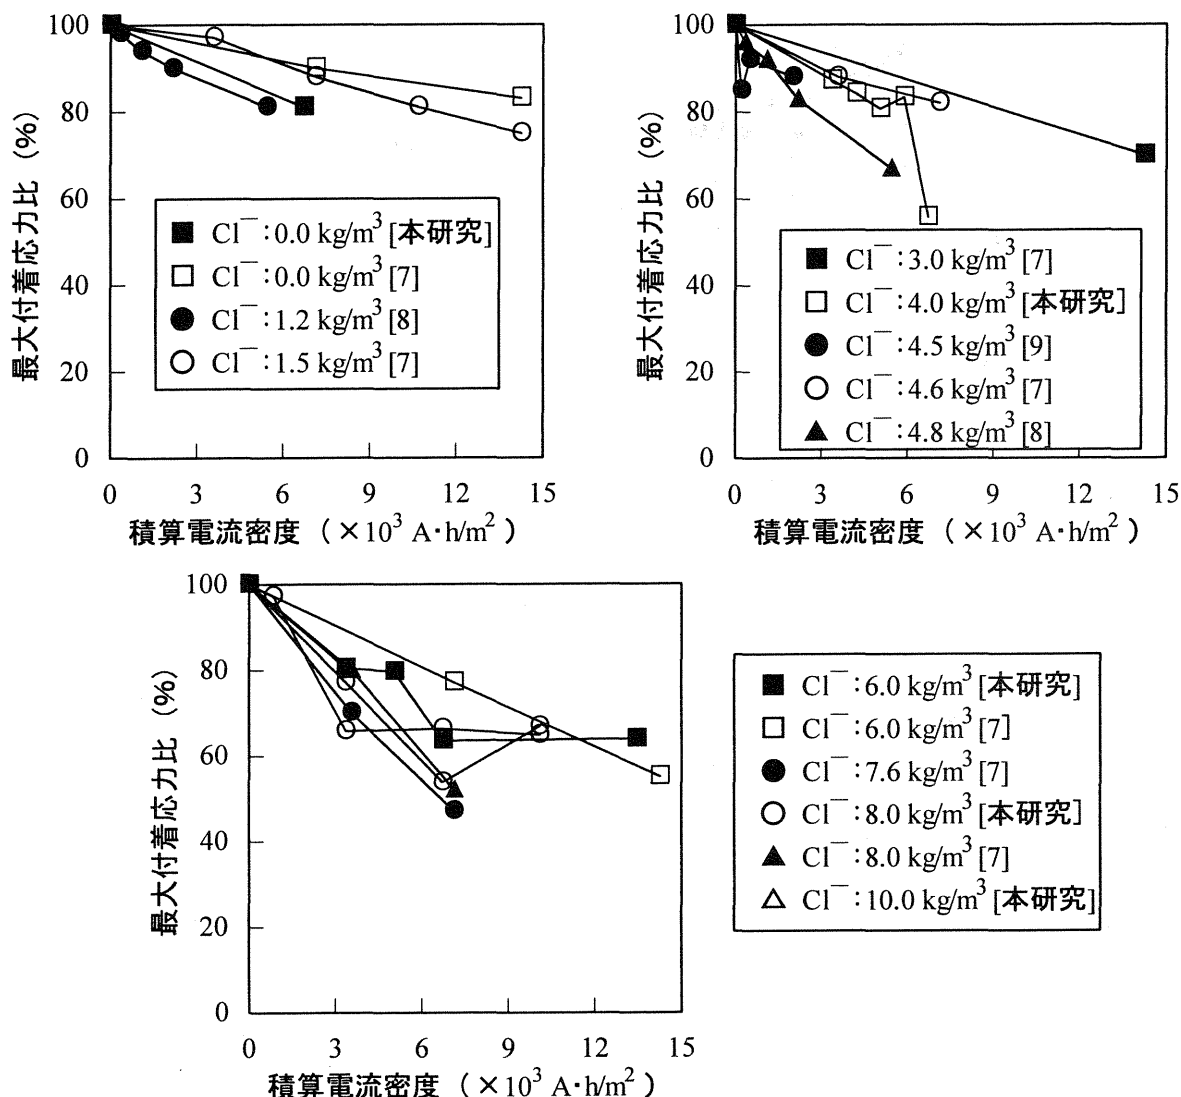 最大付着応力比 (%)
100
80
60
40
20
0
Cl⁻:0.0 kg/m³ [本研究]
Cl⁻:0.0 kg/m³ [7]
Cl⁻:1.2 kg/m³ [8]
Cl⁻:1.5 kg/m³ [7]
0 3 6 9 12 15
積算電流密度 (×10³ A·h/m²)
最大付着応力比 (%)
100
80
60
40
20
0
Cl⁻:3.0 kg/m³ [7]
Cl⁻:4.0 kg/m³ [本研究]
Cl⁻:4.5 kg/m³ [9]
Cl⁻:4.6 kg/m³ [7]
Cl⁻:4.8 kg/m³ [8]
0 3 6 9 12 15
積算電流密度 (×10³ A·h/m²)
最大付着応力比 (%)
100
80
60
40
20
0
0 3 6 9 12 15
積算電流密度 (×10³ A·h/m²)
Cl⁻:6.0 kg/m³ [本研究]
Cl⁻:6.0 kg/m³ [7]
Cl⁻:7.6 kg/m³ [7]
Cl⁻:8.0 kg/m³ [本研究]
Cl⁻:8.0 kg/m³ [7]
Cl⁻:10.0 kg/m³ [本研究]